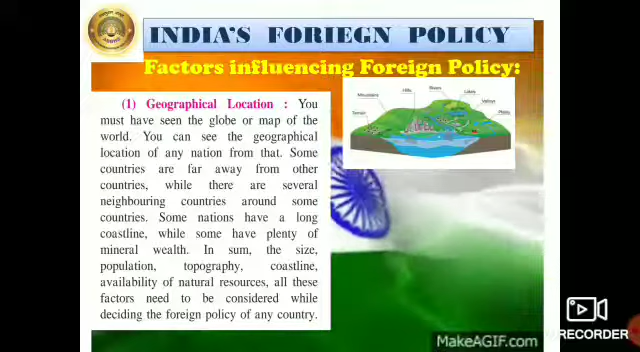 INDIA'S FORIEGN POLICY
Factors influencing Foreign Policy:
(1) Geographical Location : You
must have seen the globe or map of the
world. You can see the geographical
location of any nation from that. Some
countries are far away from other
countries, while there are several
neighbouring countries around some
countries. Some nations have a long
coastline, while some have plenty of
mineral wealth. In sum, the size,
population, topography, coastline,
availability of natural resources, all these
factors need to be considered while
deciding the foreign policy of any country.
Mountains
Hills
Rivers
Lakes
Valleys
Plains
Terrain
MakeAGIF.com
RECORDER